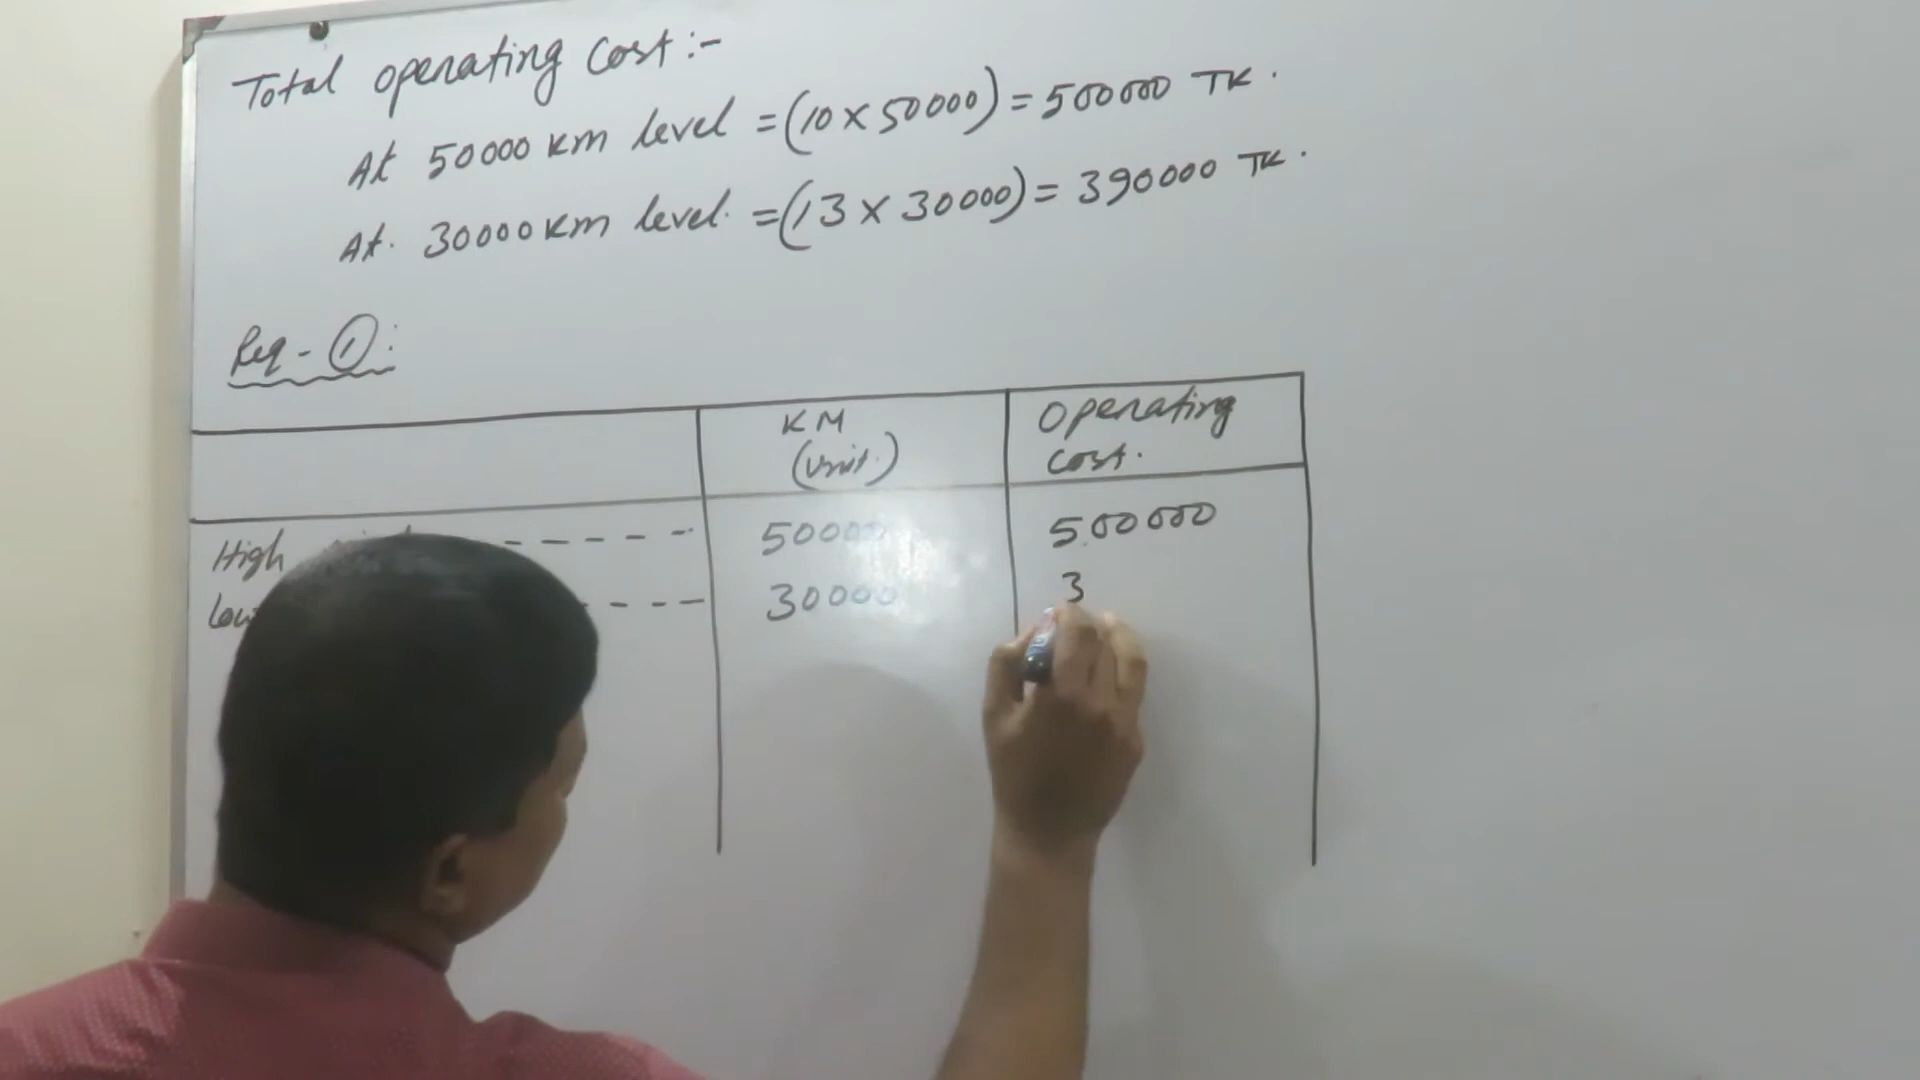 Total operating cost :-
At 50000 KM level = (10 × 50000) = 500000 TK.
At. 30000 KM level. = (13 × 30000) = 390000 TK.
Req - ①:
KM
(Unit.)
Operating
cost.
High ------ 50000 500000
30000 3